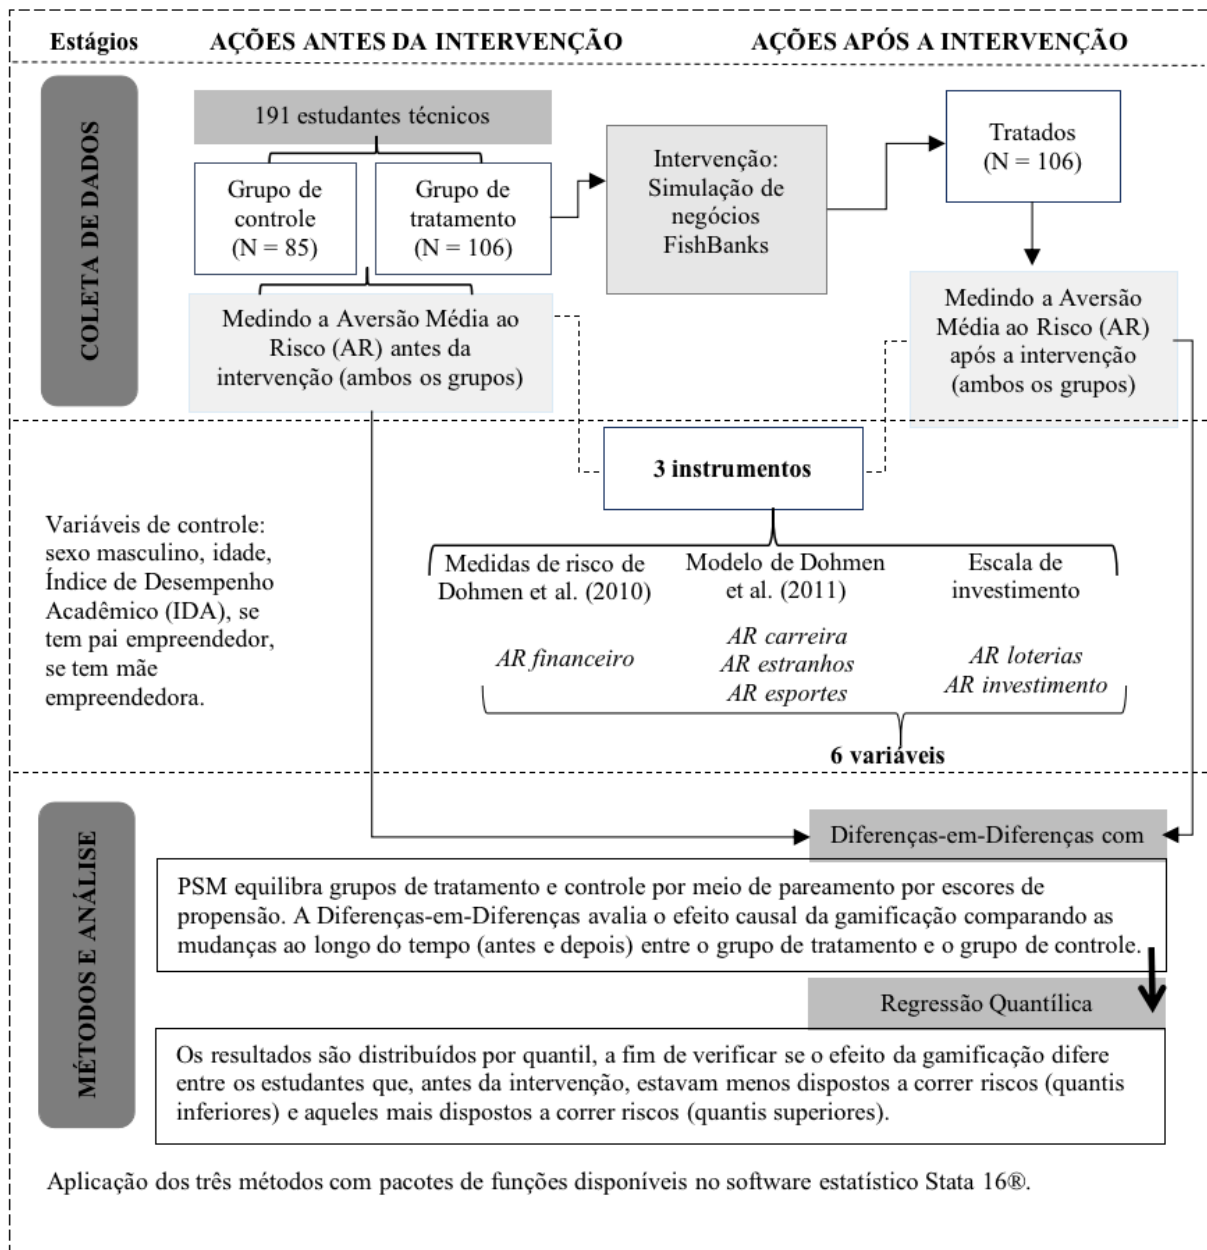 Estágios
AÇÕES ANTES DA INTERVENÇÃO
AÇÕES APÓS A INTERVENÇÃO
COLETA DE DADOS
191 estudantes técnicos
Grupo de
controle
(N = 85)
Grupo de
tratamento
(N = 106)
Intervenção:
Simulação de
negócios
FishBanks
Tratados
(N = 106)
Medindo a Aversão Média ao
Risco (AR) antes da
intervenção (ambos os grupos)
Medindo a Aversão
Média ao Risco (AR)
após a intervenção
(ambos os grupos)
3 instrumentos
Variáveis de controle:
sexo masculino, idade,
Índice de Desempenho
Acadêmico (IDA), se
tem pai empreendedor,
se tem mãe
empreendedora.
Medidas de risco de
Dohmen et al. (2010)
AR financeiro
Modelo de Dohmen
et al. (2011)
AR carreira
AR estranhos
AR esportes
Escala de
investimento
AR loterias
AR investimento
6 variáveis
MÉTODOS E ANÁLISE
Diferenças-em-Diferenças com
PSM equilibra grupos de tratamento e controle por meio de pareamento por escores de
propensão. A Diferenças-em-Diferenças avalia o efeito causal da gamificação comparando as
mudanças ao longo do tempo (antes e depois) entre o grupo de tratamento e o grupo de controle.
Regressão Quantílica
Os resultados são distribuídos por quantil, a fim de verificar se o efeito da gamificação difere
entre os estudantes que, antes da intervenção, estavam menos dispostos a correr riscos (quantis
inferiores) e aqueles mais dispostos a correr riscos (quantis superiores).
Aplicação dos três métodos com pacotes de funções disponíveis no software estatístico Stata 16®.